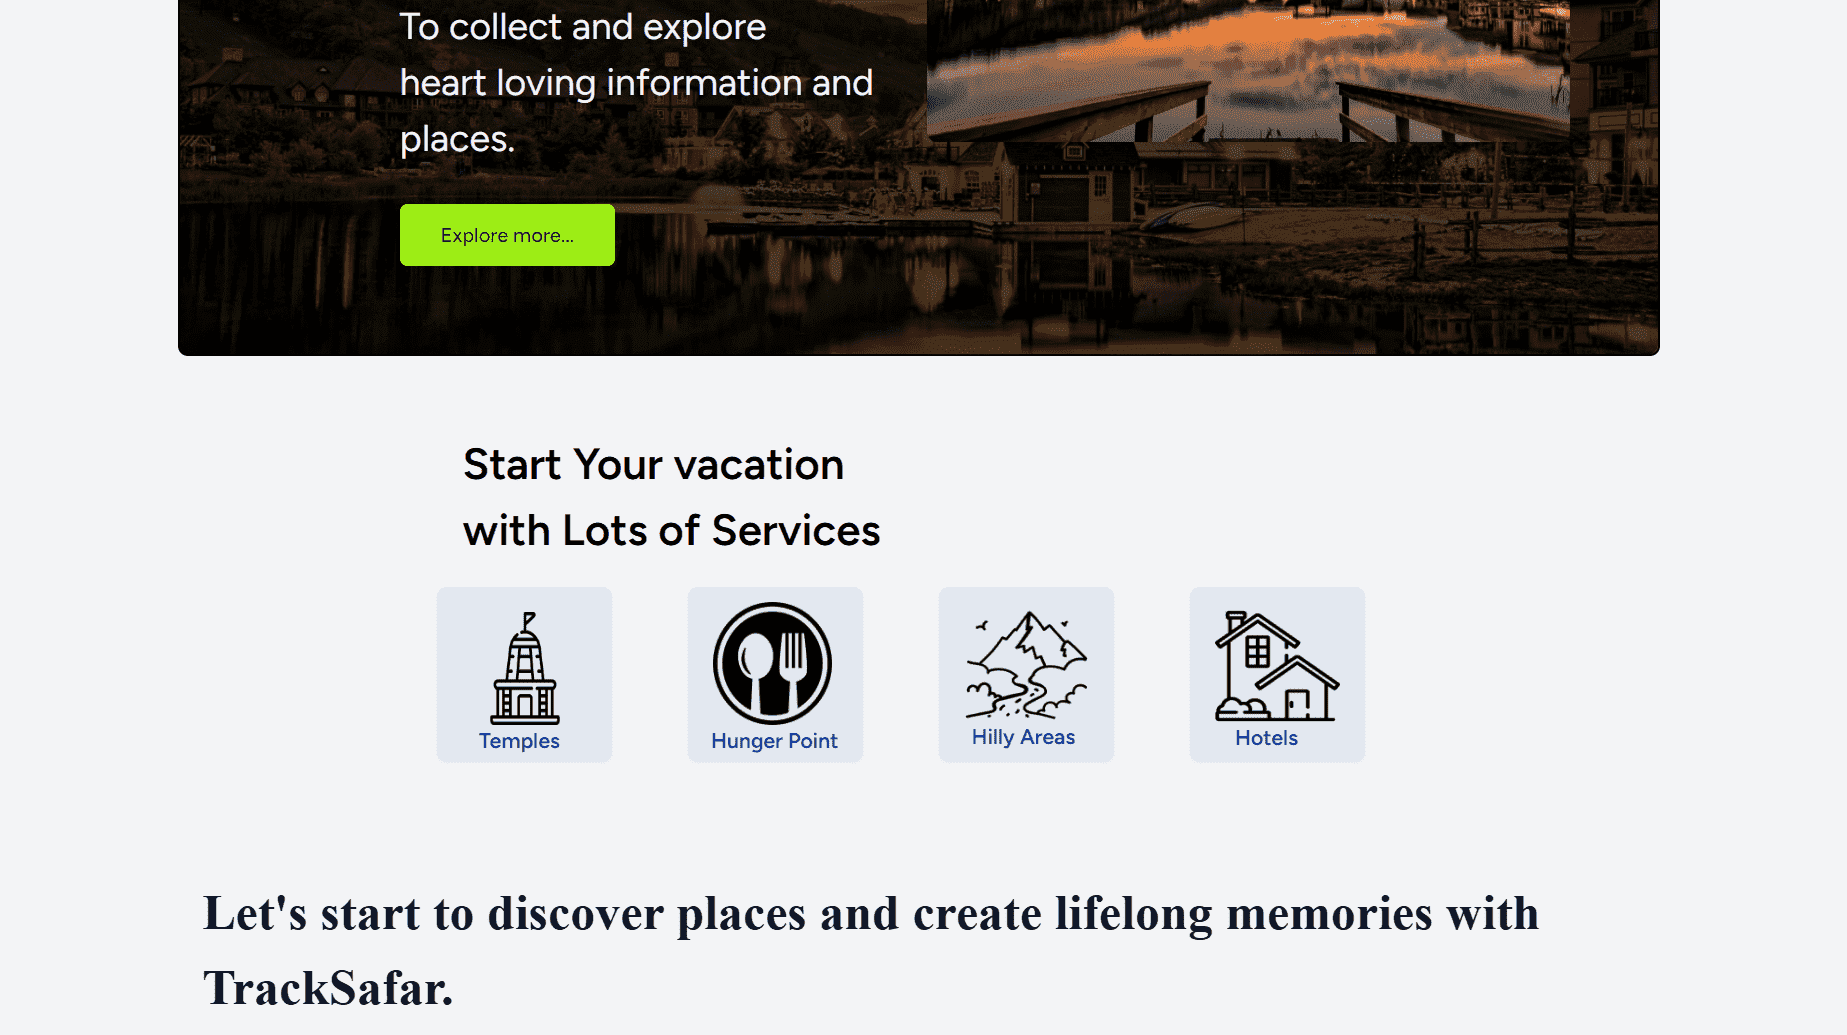 To collect and explore
heart loving information and
places.
Explore more...
Start Your vacation
with Lots of Services
Temples
Hunger Point
Hilly Areas
Hotels
Let's start to discover places and create lifelong memories with
TrackSafar.